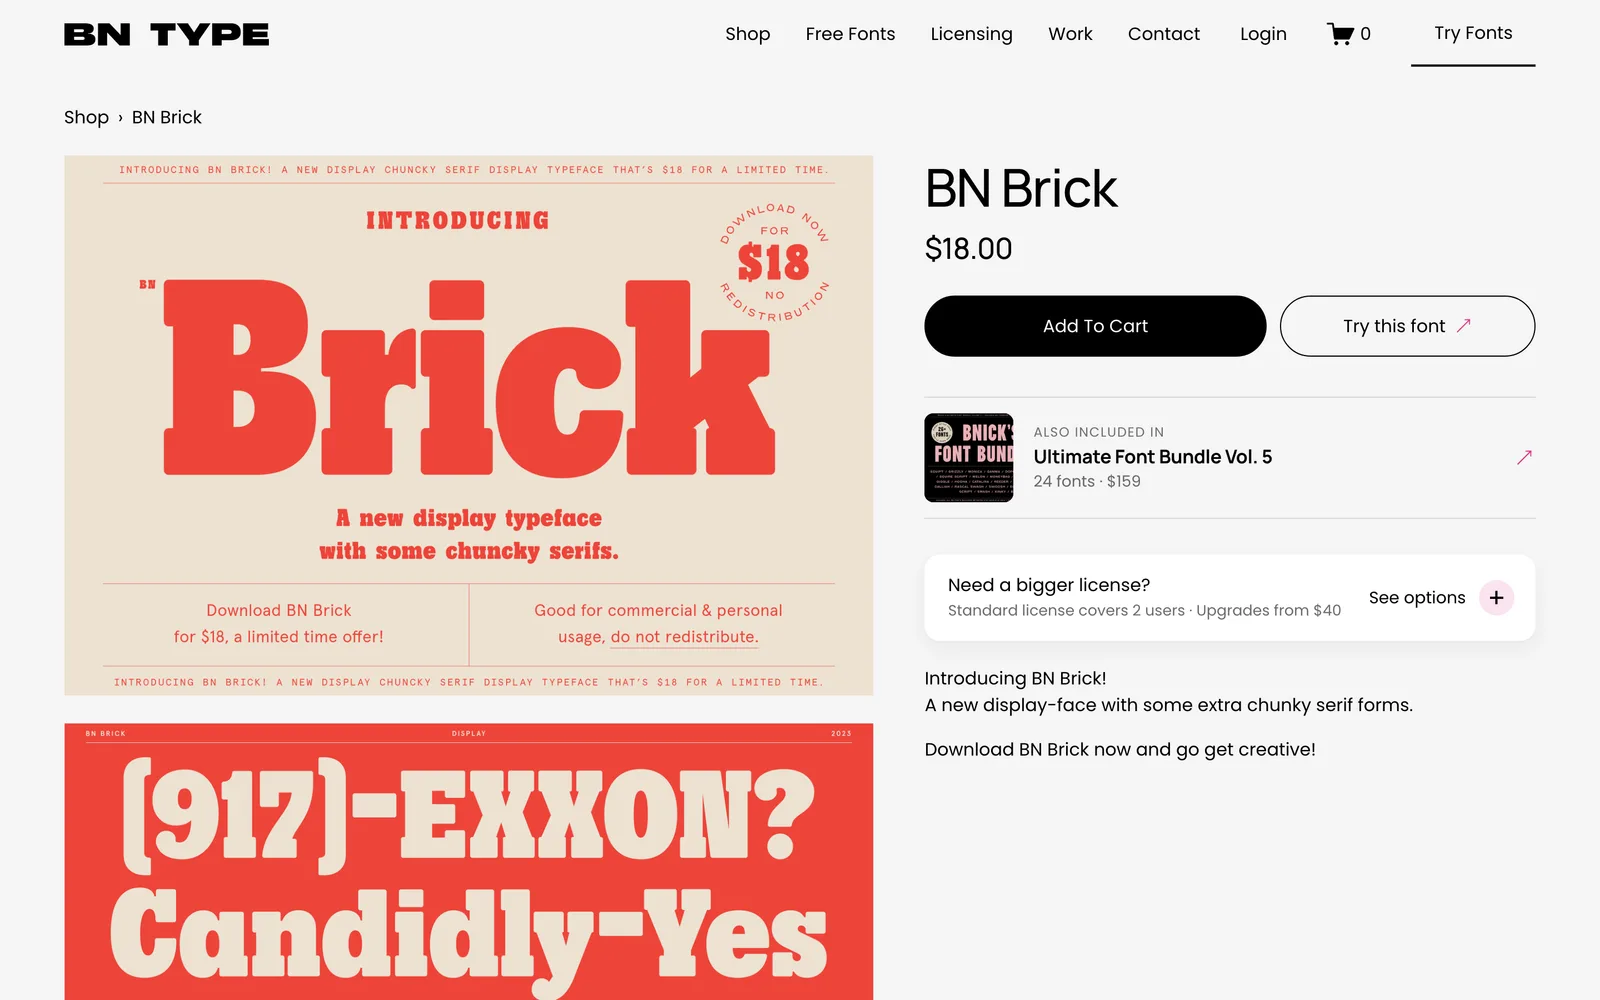 BN TYPE
Shop
Free Fonts
Licensing
Work
Contact
Login
0
Try Fonts
Shop › BN Brick
INTRODUCING BN BRICK! A NEW DISPLAY CHUNCKY SERIF DISPLAY TYPEFACE THAT'S $18 FOR A LIMITED TIME.
INTRODUCING
DOWNLOAD NOW
FOR
$18
NO
REDISTRIBUTION
BN
Brick
A new display typeface
with some chuncky serifs.
Download BN Brick
for $18, a limited time offer!
Good for commercial & personal
usage, do not redistribute.
INTRODUCING BN BRICK! A NEW DISPLAY CHUNCKY SERIF DISPLAY TYPEFACE THAT'S $18 FOR A LIMITED TIME.
BN BRICK
DISPLAY
2023
(917)-EXXON?
Candidly-Yes
BN Brick
$18.00
Add To Cart
Try this font
BNICK'S
FONT BUND
ALSO INCLUDED IN
Ultimate Font Bundle Vol. 5
24 fonts · $159
Need a bigger license?
Standard license covers 2 users · Upgrades from $40
See options
Introducing BN Brick!
A new display-face with some extra chunky serif forms.
Download BN Brick now and go get creative!